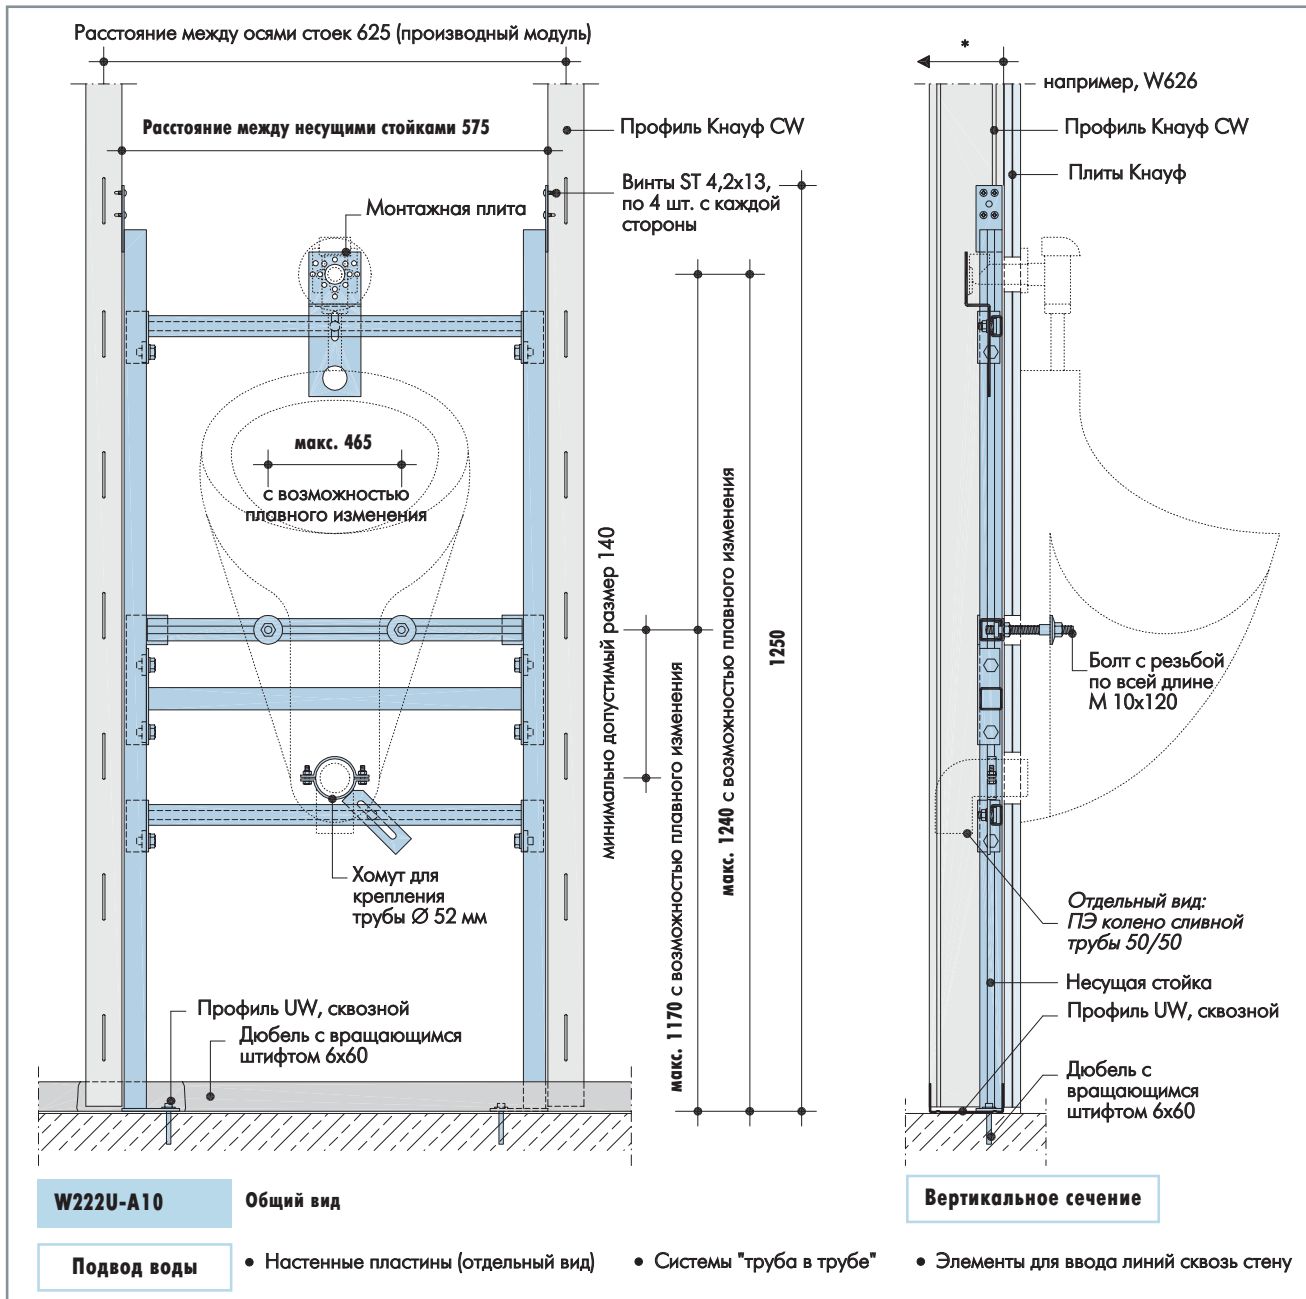 Расстояние между осями стоек 625 (производный модуль)
*
например, W626
Расстояние между несущими стойками 575
Профиль Кнауф CW
Профиль Кнауф CW
Винты ST 4,2х13,
по 4 шт. с каждой
стороны
Плиты Кнауф
Монтажная плита
макс. 465
с возможностью
плавного изменения
минимально допустимый размер 140
макс. 1170 с возможностью плавного изменения
макс. 1240 с возможностью плавного изменения
1250
Болт с резьбой
по всей длине
М 10х120
Хомут для
крепления
трубы Ø 52 мм
Отдельный вид:
ПЭ колено сливной
трубы 50/50
Несущая стойка
Профиль UW, сквозной
Профиль UW, сквозной
Дюбель с вращающимся
штифтом 6х60
Дюбель с
вращающимся
штифтом 6х60
W222U-A10
Общий вид
Вертикальное сечение
Подвод воды
• Настенные пластины (отдельный вид)
• Системы "труба в трубе"
• Элементы для ввода линий сквозь стену